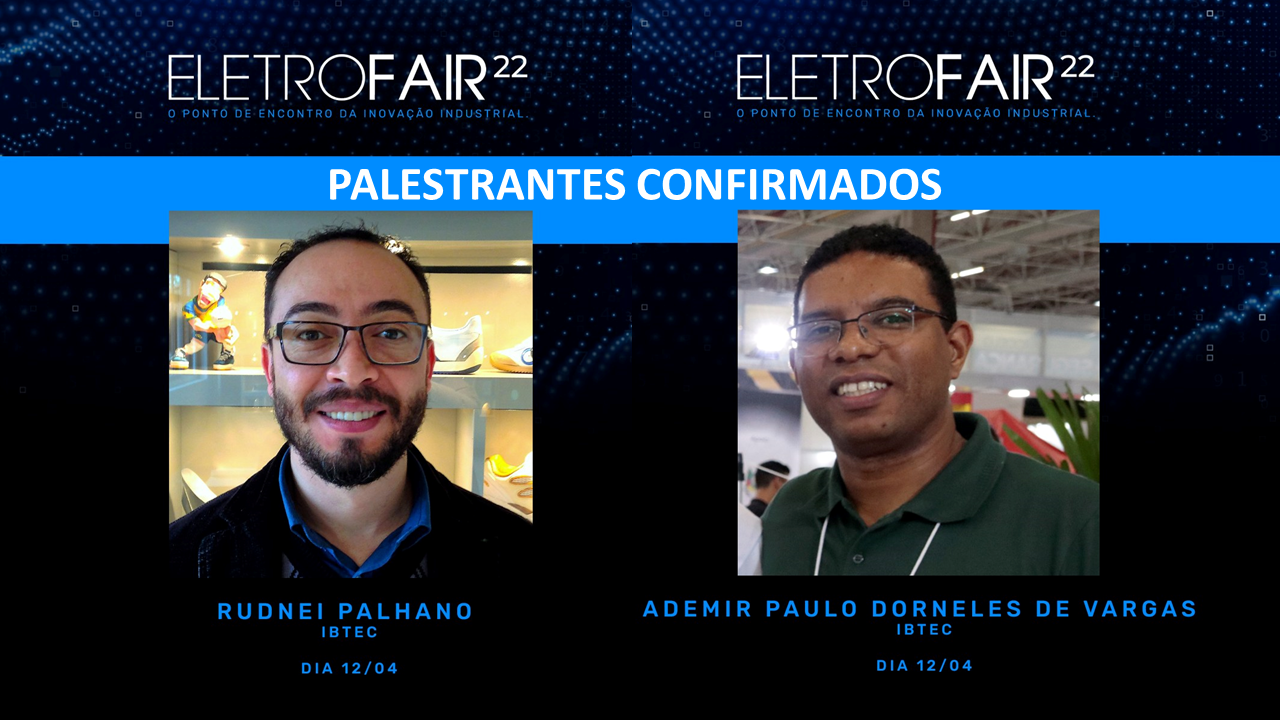 ELETROFAIR22
O PONTO DE ENCONTRO DA INOVAÇÃO INDUSTRIAL.
ELETROFAIR22
O PONTO DE ENCONTRO DA INOVAÇÃO INDUSTRIAL.
PALESTRANTES CONFIRMADOS
RUDNEI PALHANO
IBTEC
DIA 12/04
ADEMIR PAULO DORNELES DE VARGAS
IBTEC
DIA 12/04